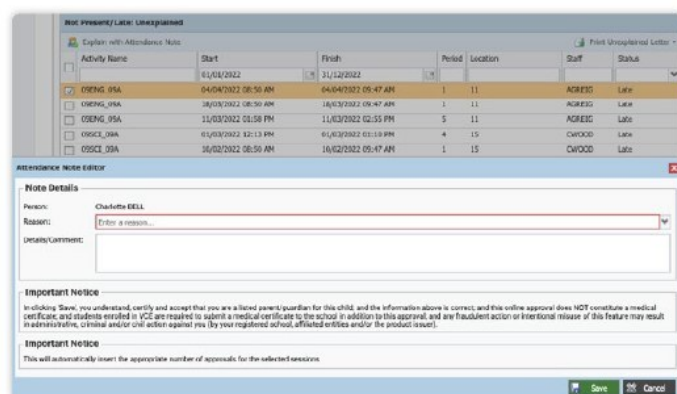 Not Present/Late: Unexplained
Explain with Attendance Note Print Unexplained Letter
Activity Name Start Finish Period Location Staff Status
01/01/2022 31/12/2022
09ENG_09A 04/04/2022 08:50 AM 04/04/2022 09:47 AM 1 11 AGREIG Late
09ENG_09A 18/03/2022 08:50 AM 18/03/2022 09:47 AM 1 11 AGREIG Late
09ENG_09A 11/03/2022 01:58 PM 11/03/2022 02:55 PM 5 11 AGREIG Late
09SCI_09A 01/03/2022 12:13 PM 01/03/2022 01:10 PM 4 15 CWOOD Late
09SCI_09A 10/02/2022 08:50 AM 10/02/2022 09:47 AM 1 15 CWOOD Late
Attendance Note Editor
Note Details
Person: Charlotte BELL
Reason: Enter a reason...
Details/Comment:
Important Notice
In clicking 'Save', you understand, certify and accept that you are a listed parent/guardian for this child, and the information above is correct, and this online approval does NOT constitute a medical
certificate, and students enrolled in VCE are required to submit a medical certificate to the school in addition to this approval, and any fraudulent action or intentional misuse of this feature may result
in administrative, criminal and/or civil action against you (by your registered school, affiliated entities and/or the product issuer).
Important Notice
This will automatically insert the appropriate number of approvals for the selected sessions
Save Cancel